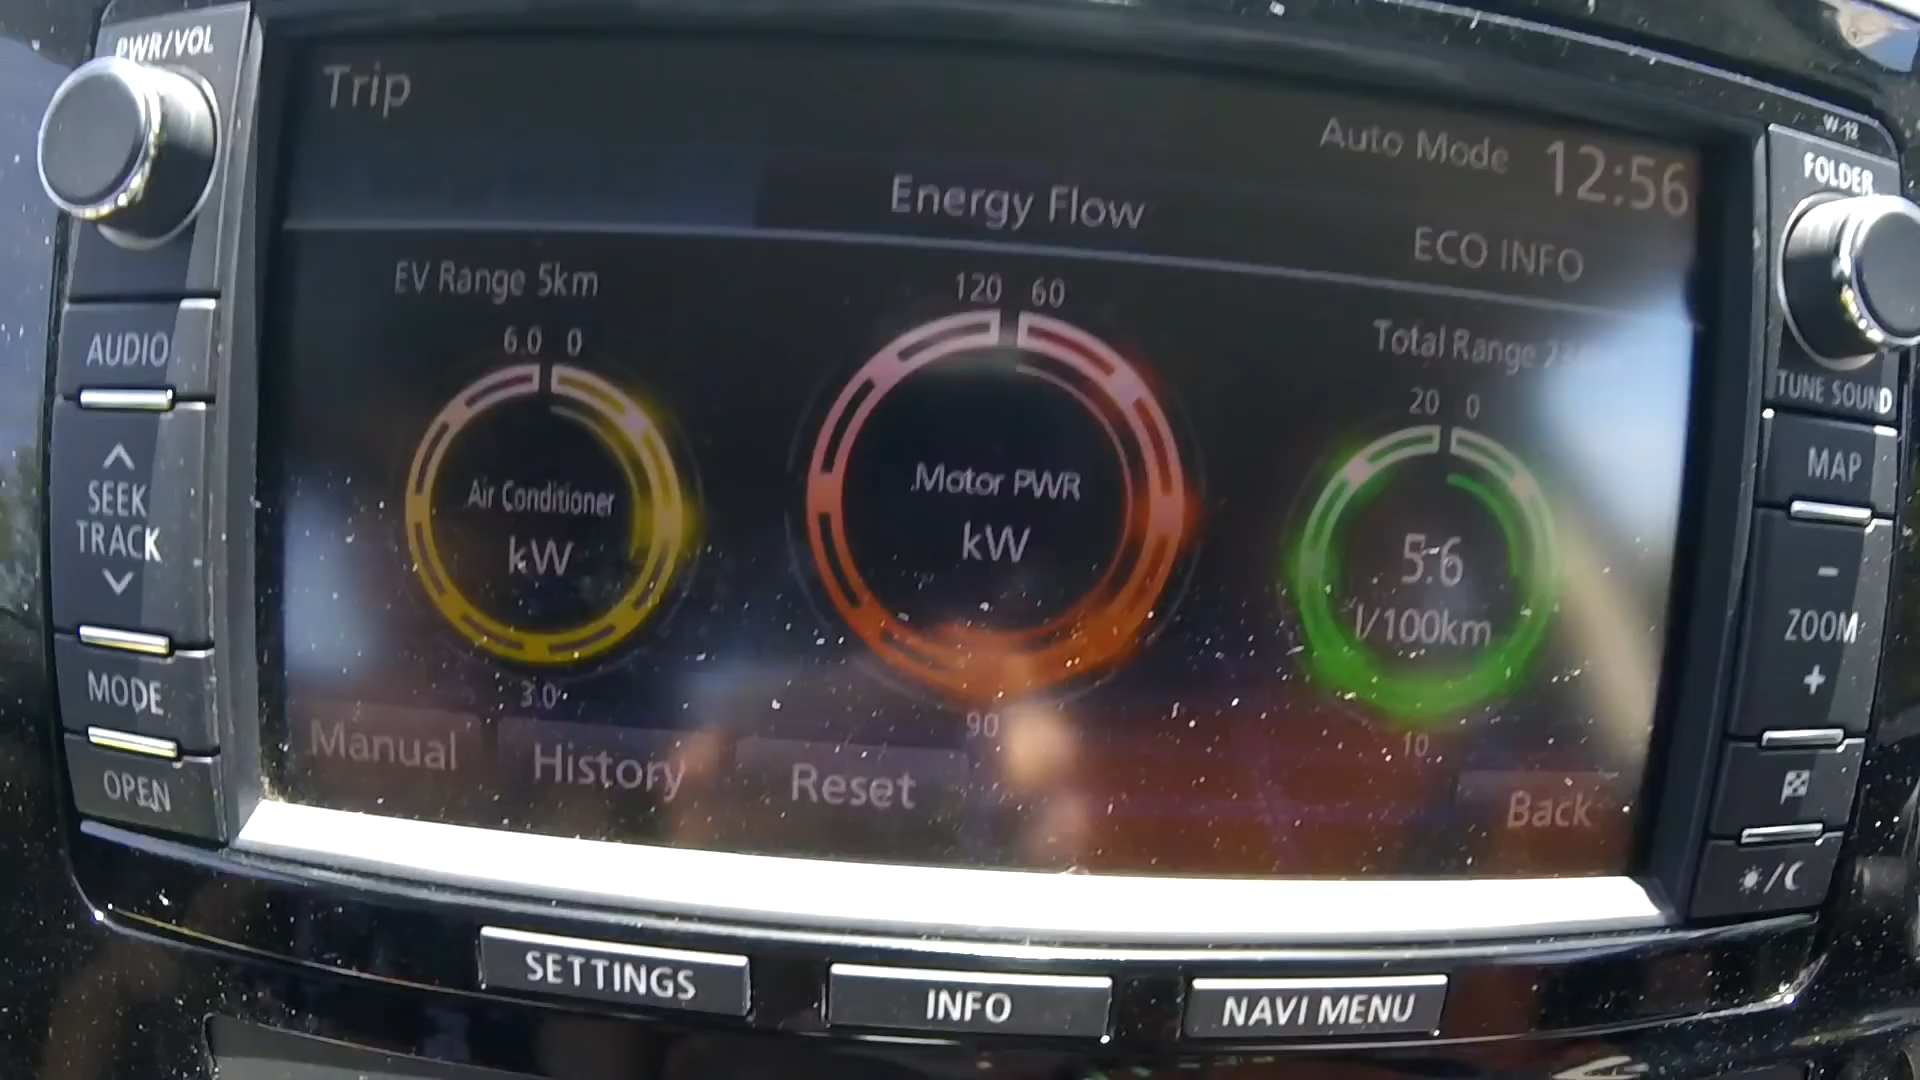 PWR/VOL
AUDIO
SEEK
TRACK
MODE
OPEN
Trip
Auto Mode 12:56
Energy Flow
ECO INFO
EV Range 5km
6.0 0
Air Conditioner
kW
3.0
120 60
Motor PWR
kW
90
Total Range
20 0
5.6
l/100km
10
Manual
History
Reset
Back
W-12
FOLDER
TUNE SOUND
MAP
-
ZOOM
+
SETTINGS
INFO
NAVI MENU